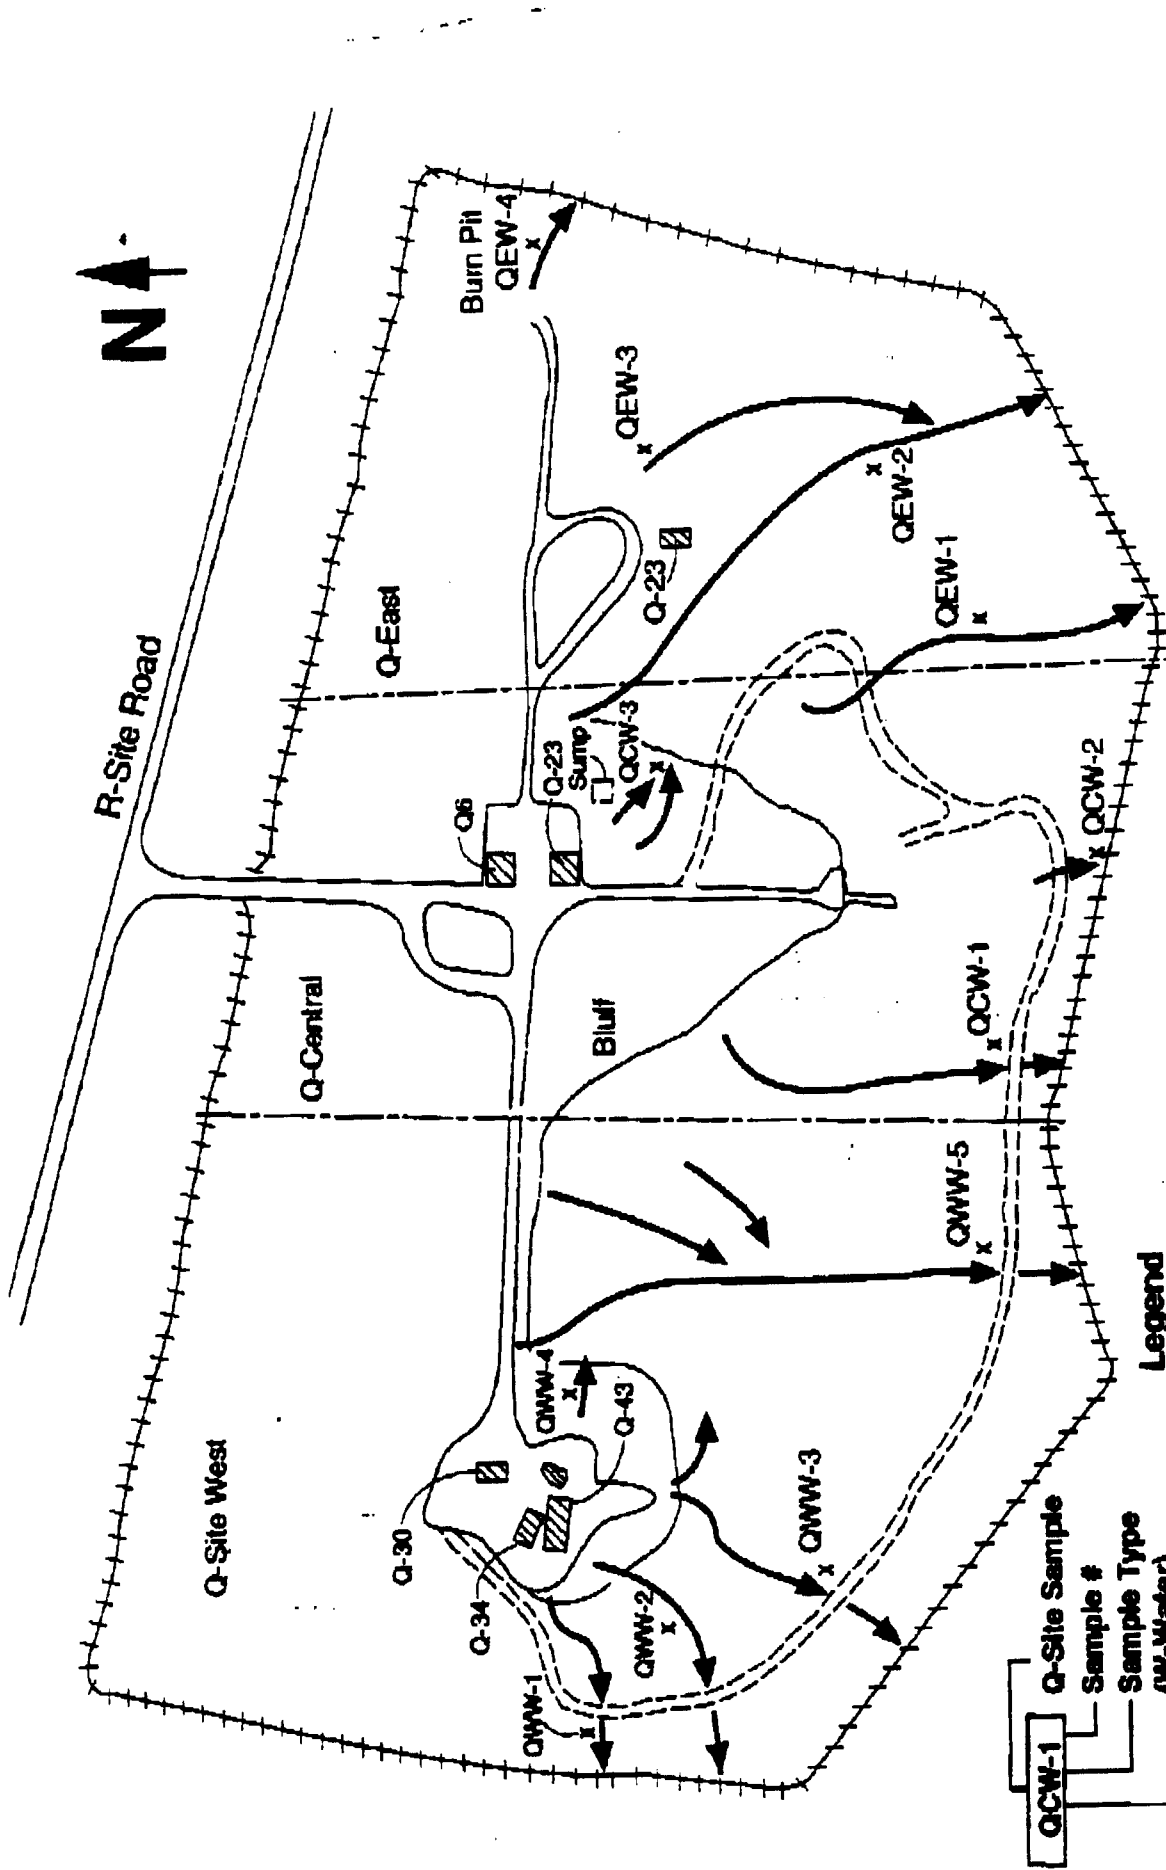 N
R-Site Road
Q-Site West
Q-Central
Q-East
Burn Pit
QEW-4
Q-30
Q-34
Q-43
QWW-4
Q6
Q-23
Sump
QCW-3
Q-23
QEW-3
Bluff
QWW-1
QWW-2
QWW-3
QWW-5
QCW-1
QCW-2
QEW-1
QEW-2
Legend
QCW-1
Q-Site Sample
Sample #
Sample Type
(W-Water)